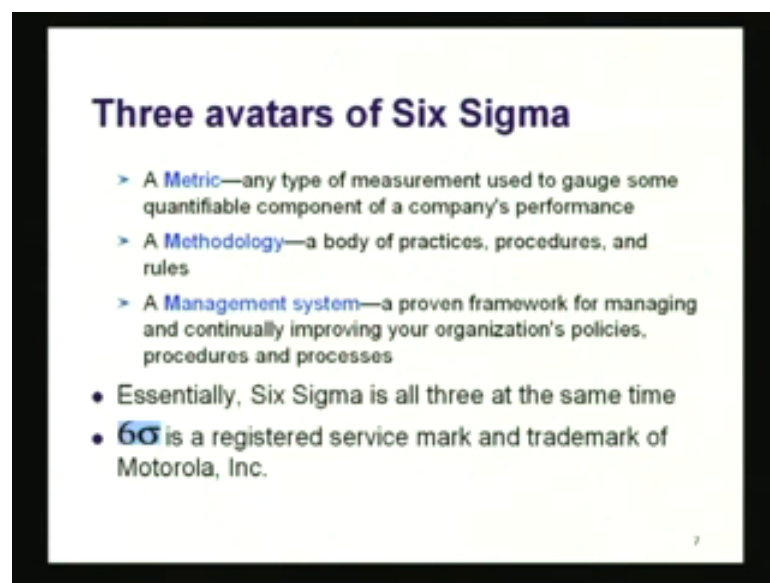 Three avatars of Six Sigma
➢ A Metric—any type of measurement used to gauge some
quantifiable component of a company's performance
➢ A Methodology—a body of practices, procedures, and
rules
➢ A Management system—a proven framework for managing
and continually improving your organization's policies,
procedures and processes
• Essentially, Six Sigma is all three at the same time
• 6σ is a registered service mark and trademark of
Motorola, Inc.
7